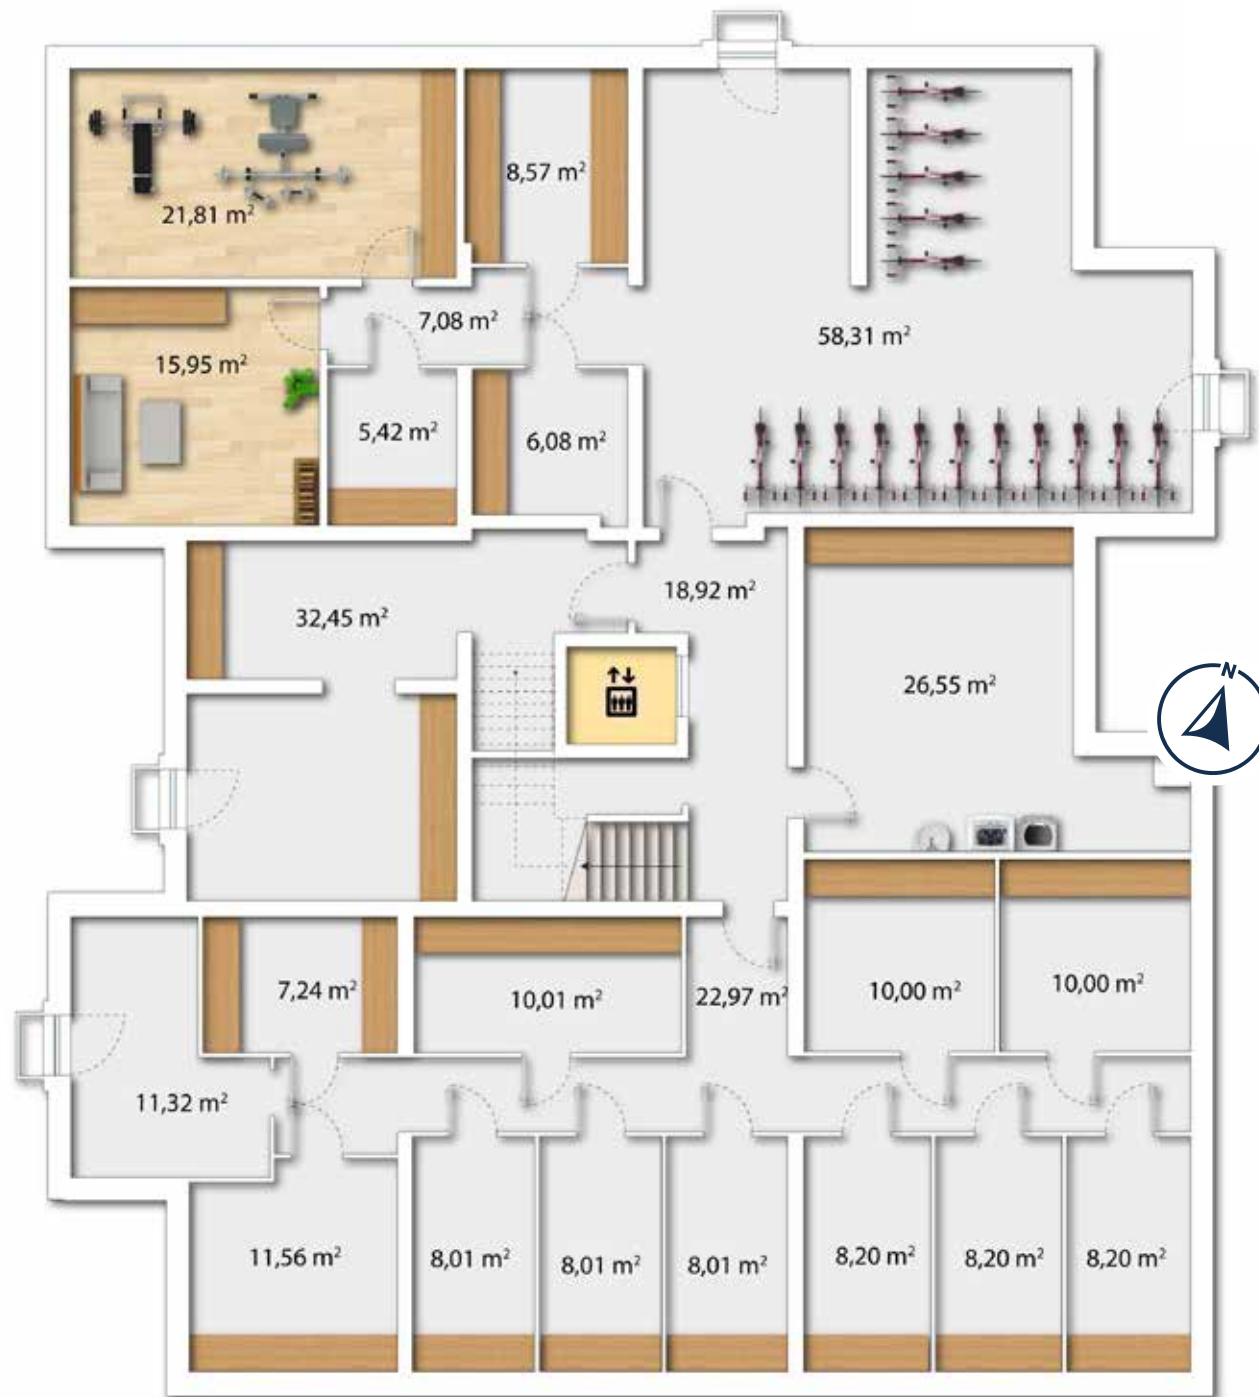 N
8,57 m²
21,81 m²
7,08 m²
58,31 m²
15,95 m²
5,42 m²
6,08 m²
18,92 m²
32,45 m²
26,55 m²
7,24 m²
10,01 m²
22,97 m²
10,00 m²
10,00 m²
11,32 m²
11,56 m²
8,01 m²
8,01 m²
8,01 m²
8,20 m²
8,20 m²
8,20 m²